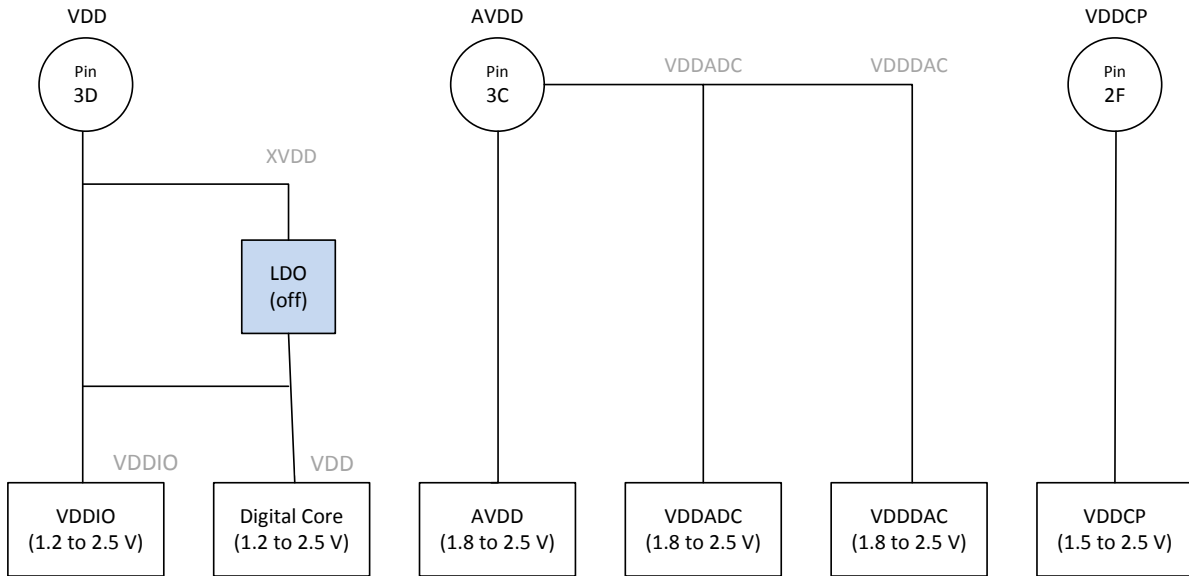 VDD
AVDD
VDDCP
Pin
3D
Pin
3C
VDDADC
VDDDAC
Pin
2F
XVDD
LDO
(off)
VDDIO
VDD
VDDIO
(1.2 to 2.5 V)
Digital Core
(1.2 to 2.5 V)
AVDD
(1.8 to 2.5 V)
VDDADC
(1.8 to 2.5 V)
VDDDAC
(1.8 to 2.5 V)
VDDCP
(1.5 to 2.5 V)